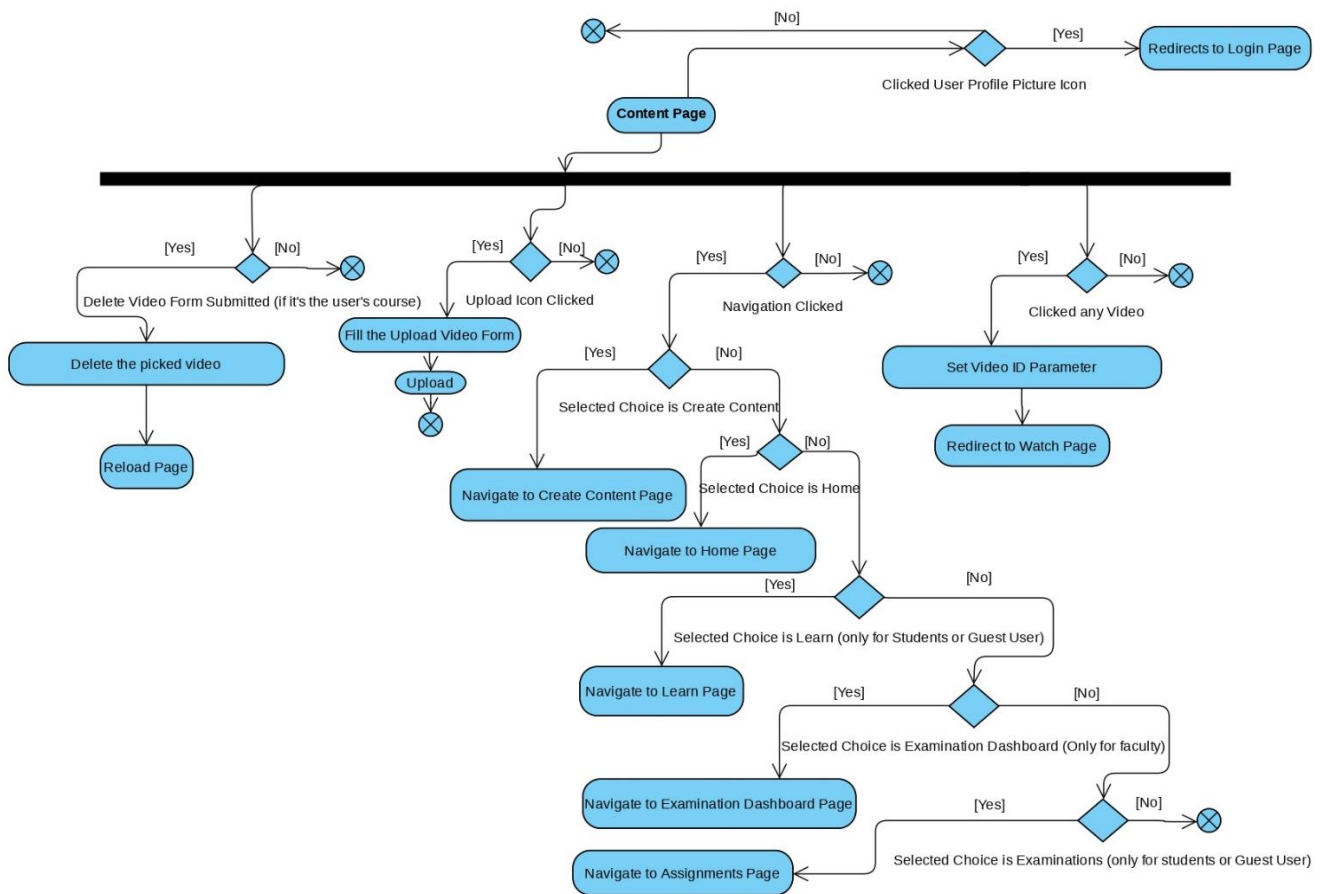 [No]
[Yes]
Redirects to Login Page
Clicked User Profile Picture Icon
Content Page
[Yes]
[No]
Delete Video Form Submitted (if it's the user's course)
Delete the picked video
Reload Page
[Yes]
[No]
Upload Icon Clicked
Fill the Upload Video Form
Upload
[Yes]
[No]
Navigation Clicked
[Yes]
[No]
Selected Choice is Create Content
Navigate to Create Content Page
[Yes]
[No]
Selected Choice is Home
Navigate to Home Page
[Yes]
[No]
Selected Choice is Learn (only for Students or Guest User)
Navigate to Learn Page
[Yes]
[No]
Selected Choice is Examination Dashboard (Only for faculty)
Navigate to Examination Dashboard Page
[Yes]
[No]
Selected Choice is Examinations (only for students or Guest User)
Navigate to Assignments Page
[Yes]
[No]
Clicked any Video
Set Video ID Parameter
Redirect to Watch Page